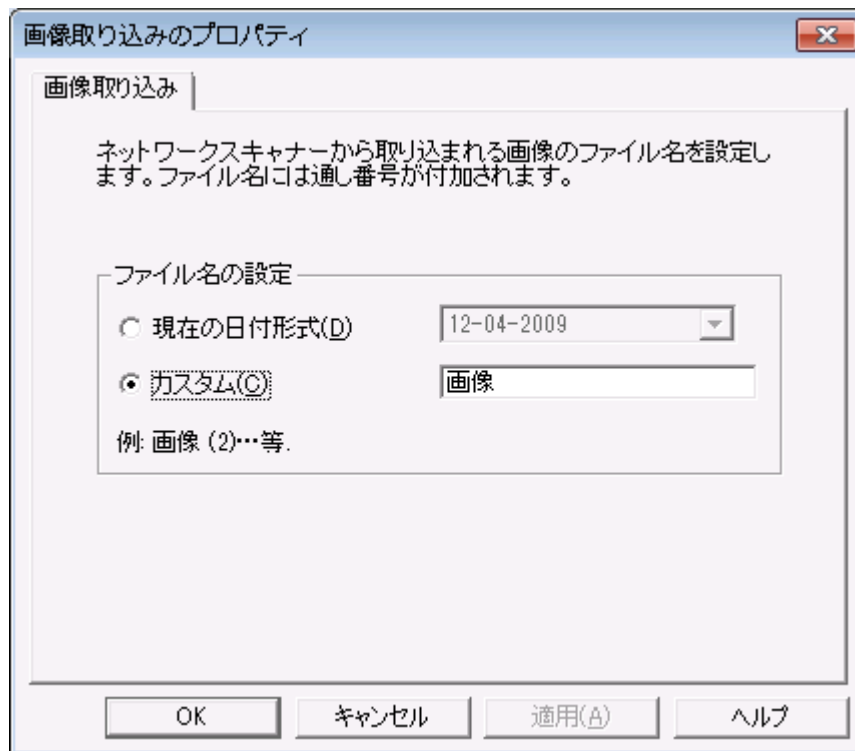 画像取り込みのプロパティ
画像取り込み
ネットワークスキャナーから取り込まれる画像のファイル名を設定し
ます。ファイル名には通し番号が付加されます。
ファイル名の設定
現在の日付形式(D)
12-04-2009
カスタム(C)
画像
例: 画像 (2)…等.
OK
キャンセル
適用(A)
ヘルプ